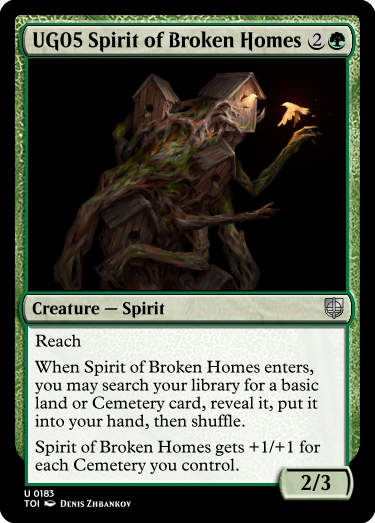 UG05 Spirit of Broken Homes 2
Creature — Spirit
Reach
When Spirit of Broken Homes enters,
you may search your library for a basic
land or Cemetery card, reveal it, put it
into your hand, then shuffle.
Spirit of Broken Homes gets +1/+1 for
each Cemetery you control.
2/3
U 0183
TOI Denis Zhbankov